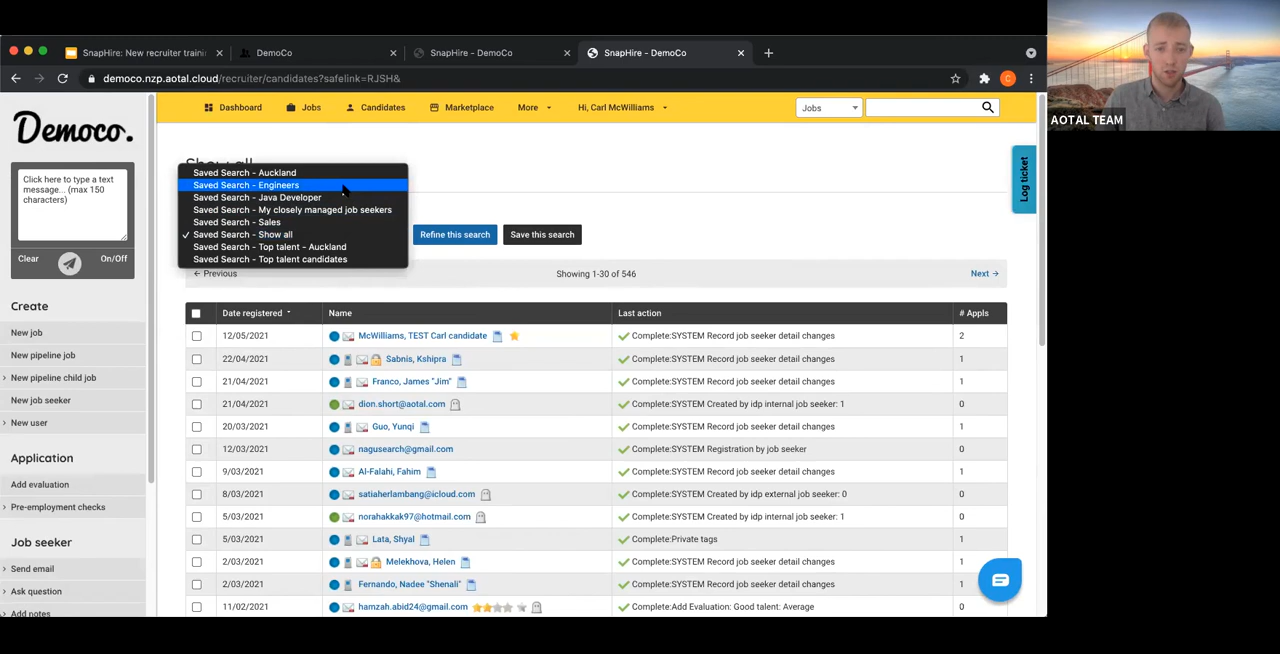 SnapHire: New recruiter traini
DemoCo
SnapHire - DemoCo
SnapHire - DemoCo
democo.nzp.aotal.cloud/recruiter/candidates?safelink=RJSH&
C
AOTAL TEAM
Democo.
Dashboard
Jobs
Candidates
Marketplace
More
Hi, Carl McWilliams
Jobs
Click here to type a text
message... (max 150
characters)
Clear
On/Off
Log ticket
Show all
Saved Search - Auckland
Saved Search - Engineers
Saved Search - Java Developer
Saved Search - My closely managed job seekers
Saved Search - Sales
Saved Search - Show all
Saved Search - Top talent - Auckland
Saved Search - Top talent candidates
Refine this search
Save this search
← Previous
Showing 1-30 of 546
Next →
Create
New job
New pipeline job
New pipeline child job
New job seeker
New user
Application
Add evaluation
Pre-employment checks
Job seeker
Send email
Ask question
Add notes
Date registered
Name
Last action
# Appls
12/05/2021 McWilliams, TEST Carl candidate Complete:SYSTEM Record job seeker detail changes 2
22/04/2021 Sabnis, Kshipra Complete:SYSTEM Record job seeker detail changes 1
21/04/2021 Franco, James "Jim" Complete:SYSTEM Record job seeker detail changes 1
21/04/2021 dion.short@aotal.com Complete:SYSTEM Created by idp internal job seeker: 1 0
20/03/2021 Guo, Yunqi Complete:SYSTEM Record job seeker detail changes 1
12/03/2021 nagusearch@gmail.com Complete:SYSTEM Registration by job seeker 0
9/03/2021 Al-Falahi, Fahim Complete:SYSTEM Record job seeker detail changes 1
8/03/2021 satiaherlambang@icloud.com Complete:SYSTEM Created by idp external job seeker: 0 0
5/03/2021 norahakkak97@hotmail.com Complete:SYSTEM Created by idp internal job seeker: 1 0
5/03/2021 Lata, Shyal Complete:Private tags 1
2/03/2021 Melekhova, Helen Complete:SYSTEM Record job seeker detail changes 1
2/03/2021 Fernando, Nadee "Shenali" Complete:SYSTEM Record job seeker detail changes 1
11/02/2021 hamzah.abid24@gmail.com Complete:Add Evaluation: Good talent: Average 0